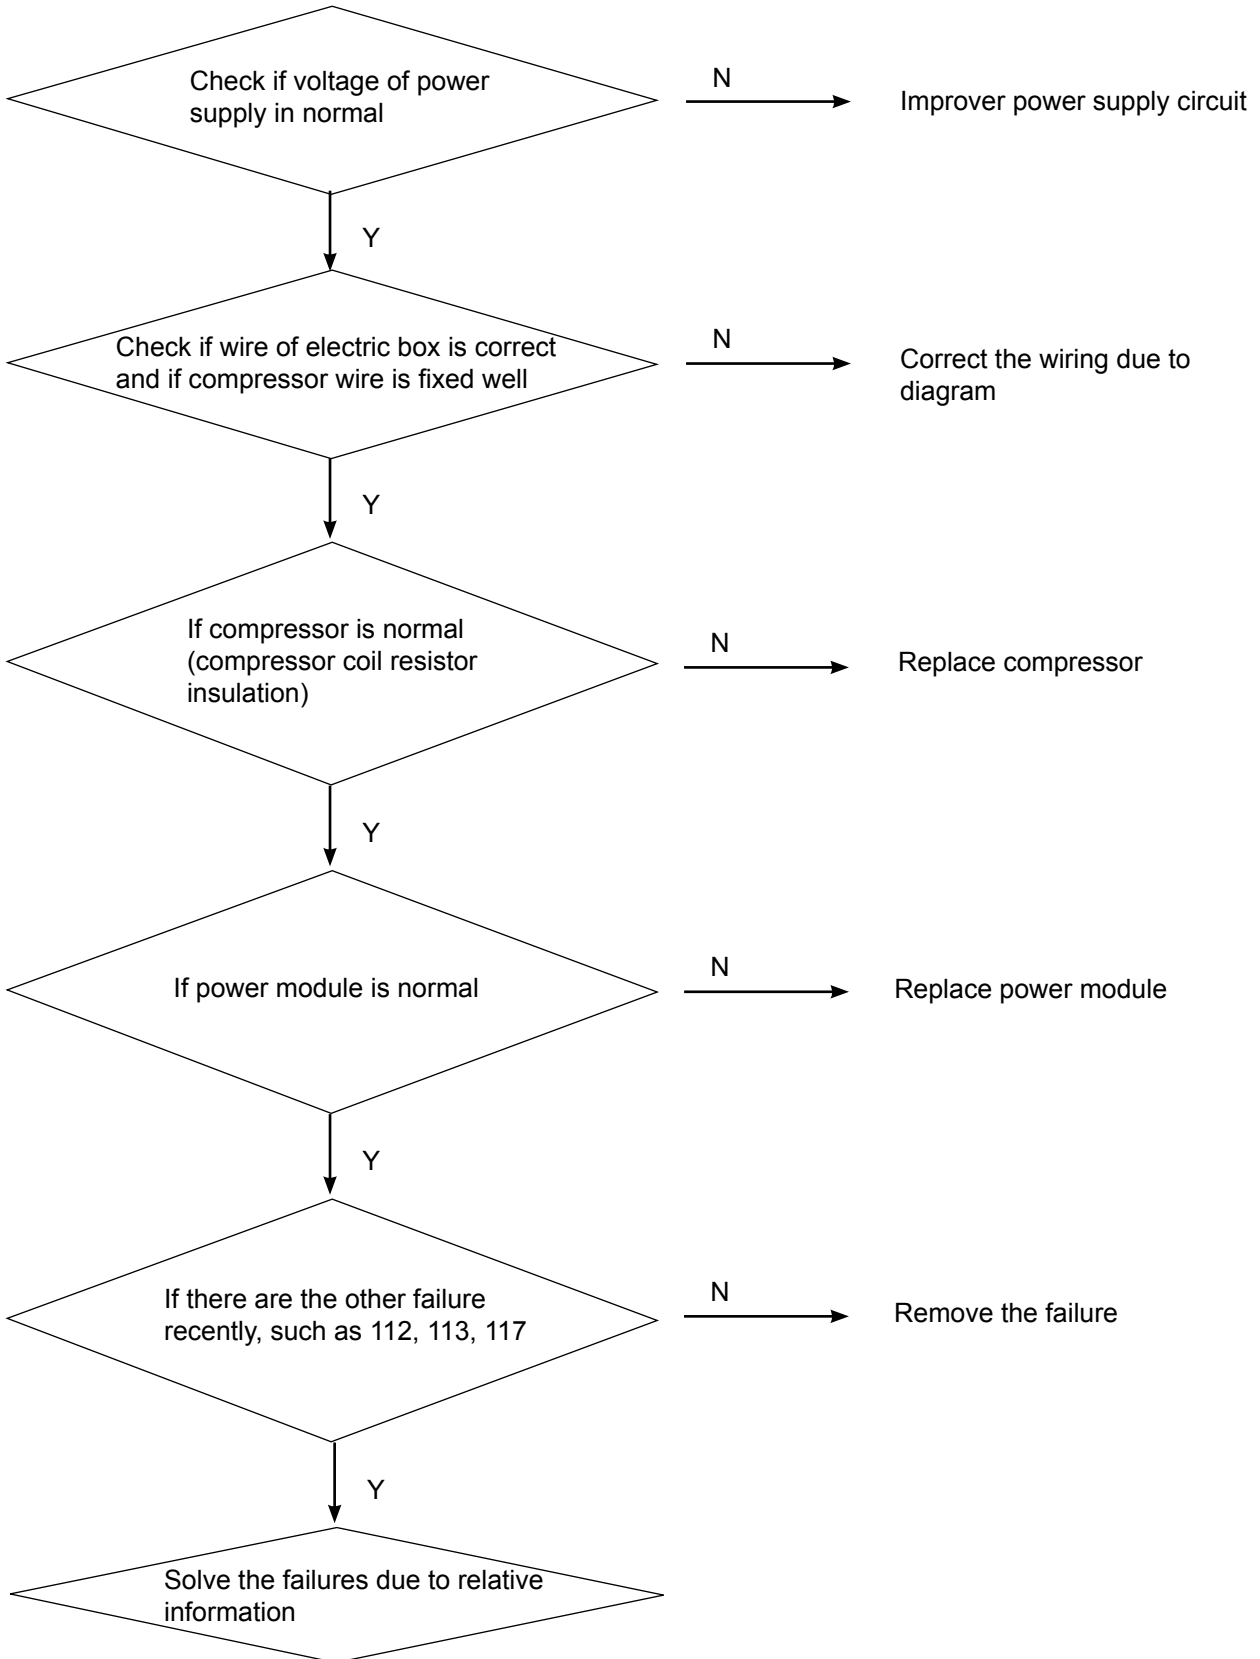 Check if voltage of power
supply in normal
N
Improver power supply circuit
Y
Check if wire of electric box is correct
and if compressor wire is fixed well
N
Correct the wiring due to
diagram
Y
If compressor is normal
(compressor coil resistor
insulation)
N
Replace compressor
Y
If power module is normal
N
Replace power module
Y
If there are the other failure
recently, such as 112, 113, 117
N
Remove the failure
Y
Solve the failures due to relative
information